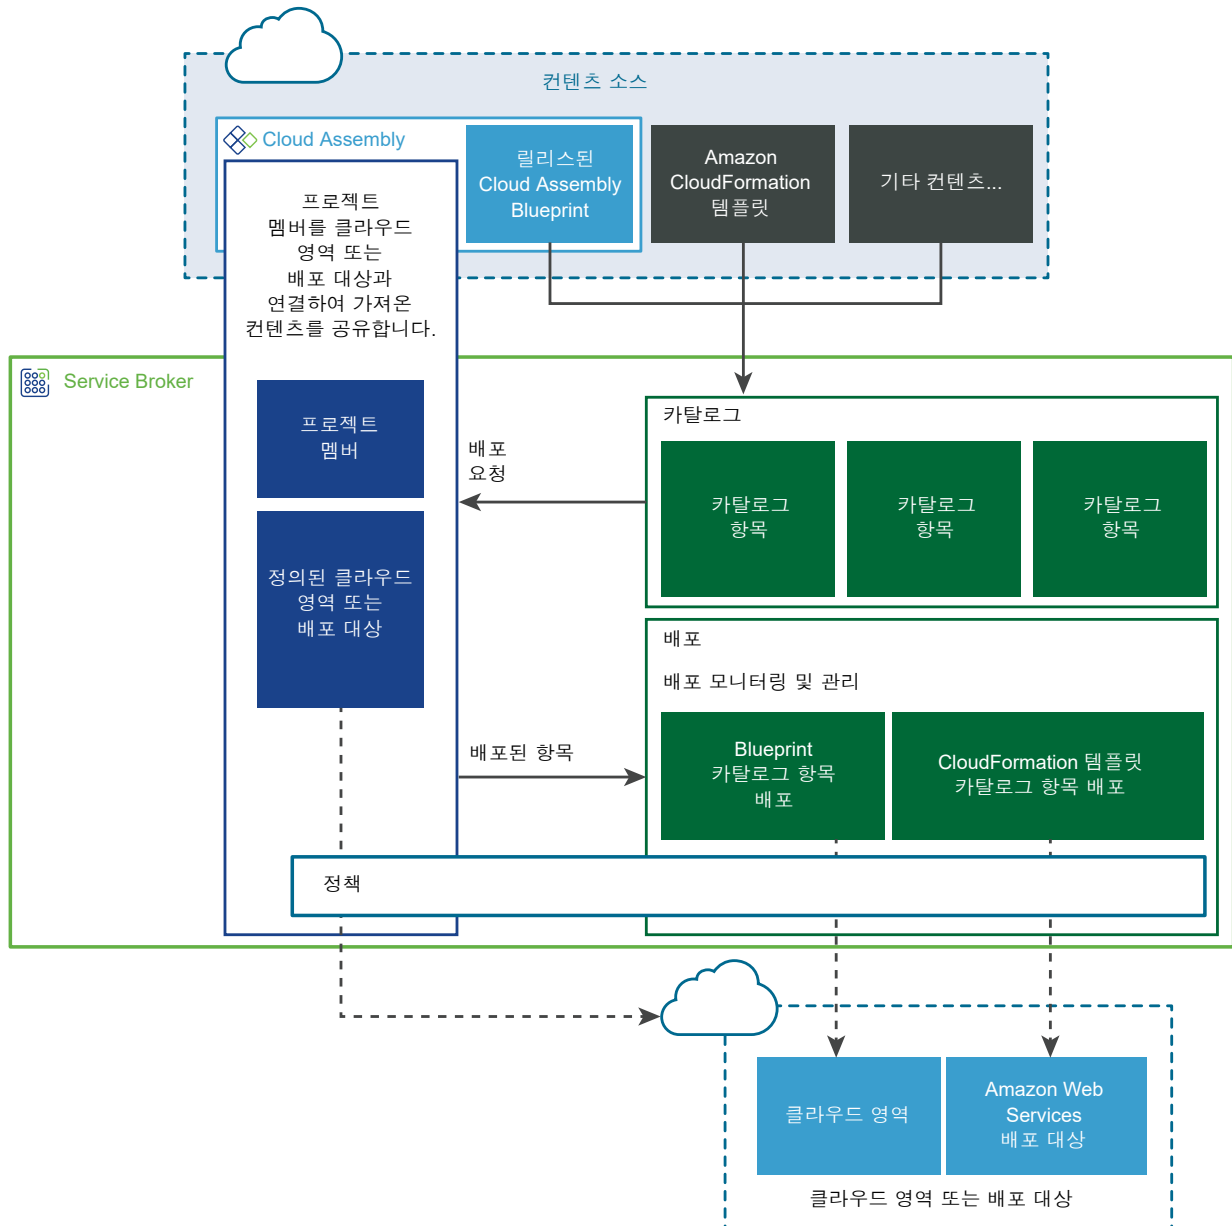 컨텐츠 소스
Cloud Assembly
릴리스된
Cloud Assembly
Blueprint
Amazon
CloudFormation
템플릿
기타 컨텐츠...
프로젝트
멤버를 클라우드
영역 또는
배포 대상과
연결하여 가져온
컨텐츠를 공유합니다.
Service Broker
프로젝트
멤버
정의된 클라우드
영역 또는
배포 대상
배포
요청
카탈로그
카탈로그
항목
카탈로그
항목
카탈로그
항목
배포
배포 모니터링 및 관리
배포된 항목
Blueprint
카탈로그 항목
배포
CloudFormation 템플릿
카탈로그 항목 배포
정책
클라우드 영역
Amazon Web
Services
배포 대상
클라우드 영역 또는 배포 대상